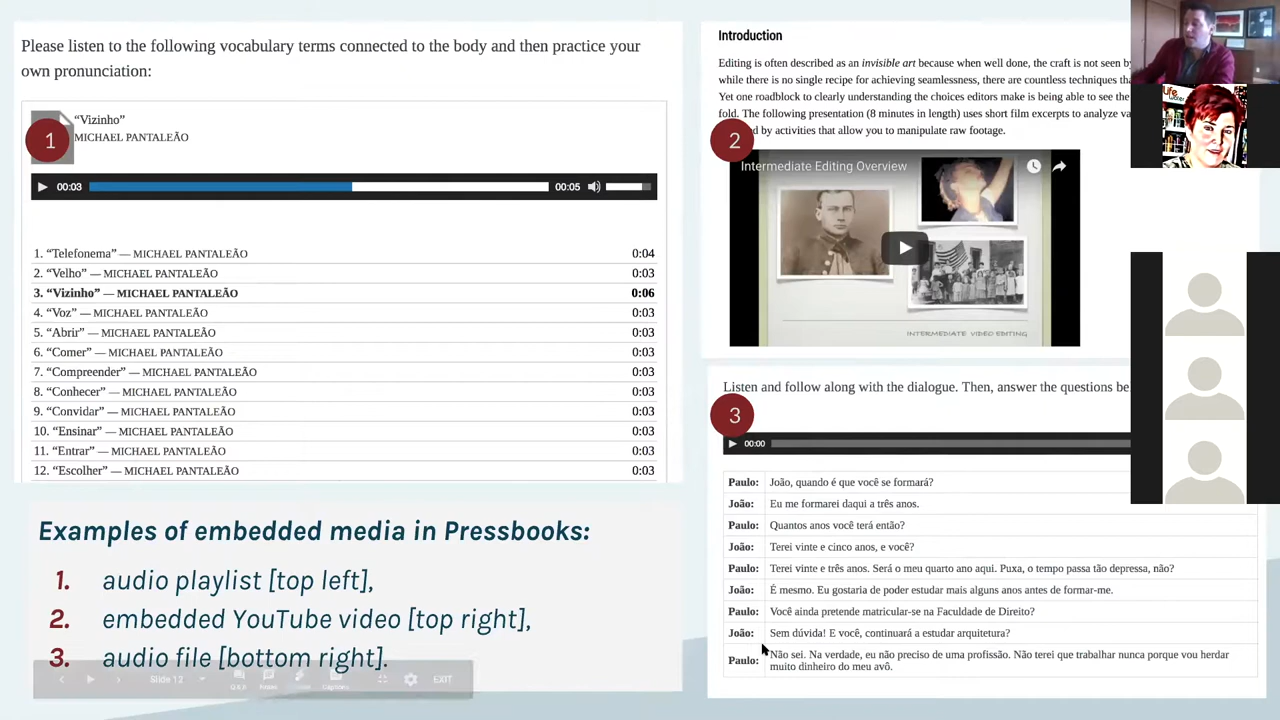 Please listen to the following vocabulary terms connected to the body and then practice your
own pronunciation:
“Vizinho”
MICHAEL PANTALEÃO
1
00:03
00:05
1. “Telefonema” — MICHAEL PANTALEÃO 0:04
2. “Velho” — MICHAEL PANTALEÃO 0:03
3. “Vizinho” — MICHAEL PANTALEÃO 0:06
4. “Voz” — MICHAEL PANTALEÃO 0:03
5. “Abrir” — MICHAEL PANTALEÃO 0:03
6. “Comer” — MICHAEL PANTALEÃO 0:03
7. “Compreender” — MICHAEL PANTALEÃO 0:03
8. “Conhecer” — MICHAEL PANTALEÃO 0:03
9. “Convidar” — MICHAEL PANTALEÃO 0:03
10. “Ensinar” — MICHAEL PANTALEÃO 0:03
11. “Entrar” — MICHAEL PANTALEÃO 0:03
12. “Escolher” — MICHAEL PANTALEÃO 0:03
Examples of embedded media in Pressbooks:
1. audio playlist [top left],
2. embedded YouTube video [top right],
3. audio file [bottom right].
Slide 12
EXIT
Introduction
Editing is often described as an invisible art because when well done, the craft is not seen by
while there is no single recipe for achieving seamlessness, there are countless techniques
Yet one roadblock to clearly understanding the choices editors make is being able to see the
fold. The following presentation (8 minutes in length) uses short film excerpts to analyze
by activities that allow you to manipulate raw footage.
2
Intermediate Editing Overview
INTERMEDIATE VIDEO EDITING
Listen and follow along with the dialogue. Then, answer the questions
3
00:00
Paulo: João, quando é que você se formará?
João: Eu me formarei daqui a três anos.
Paulo: Quantos anos você terá então?
João: Terei vinte e cinco anos, e você?
Paulo: Terei vinte e três anos. Será o meu quarto ano aqui. Puxa, o tempo passa tão depressa, não?
João: É mesmo. Eu gostaria de poder estudar mais alguns anos antes de formar-me.
Paulo: Você ainda pretende matricular-se na Faculdade de Direito?
João: Sem dúvida! E você, continuará a estudar arquitetura?
Paulo: Não sei. Na verdade, eu não preciso de uma profissão. Não terei que trabalhar nunca porque vou herdar
muito dinheiro do meu avô.